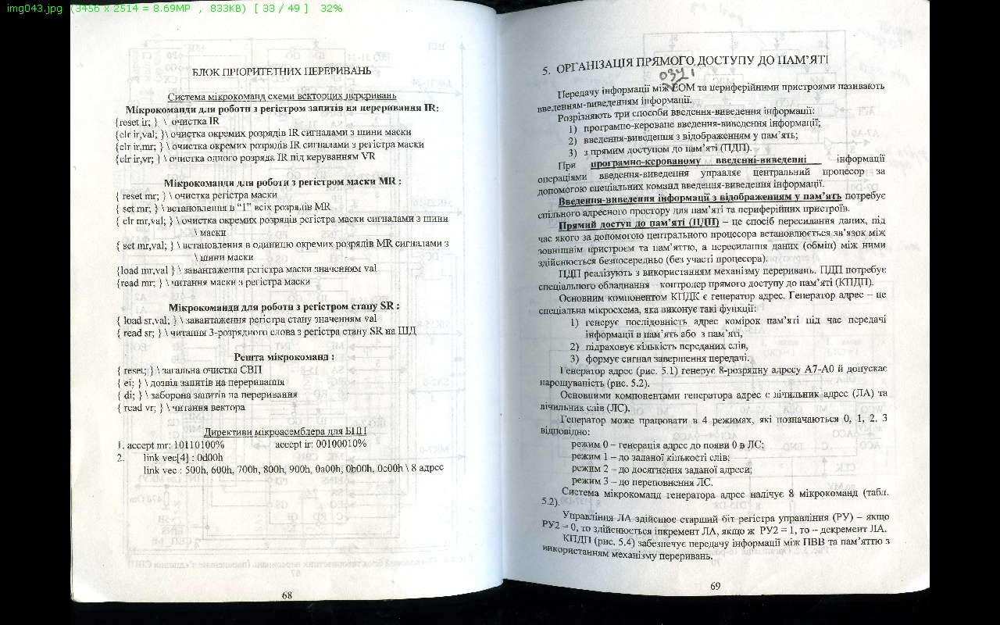 img043.jpg (3456 x 2514 = 8.69MP , 833KB) [ 33 / 49 ] 32%
БЛОК ПРІОРИТЕТНИХ ПЕРЕРИВАНЬ
Система мікрокоманд схеми векторних переривань
Мікрокоманди для роботи з регістром запитів на переривання IR:
{reset ir; } \ очистка IR
{clr ir,val; }\ очистка окремих розрядів IR сигналами з шини маски
{clr ir,mr; } \ очистка окремих розрядів IR сигналами з регістра маски
{clr ir,vr; } \ очистка одного розряда IR під керуванням VR
Мікрокоманди для роботи з регістром маски MR :
{ reset mr; } \ очистка регістра маски
{ set mr; } \ встановлення в “1” всіх розрядів MR
{ clr mr,val; } \ очистка окремих розрядів регістра маски сигналами з шини
\ маски
{ set mr,val; } \ встановлення в одиницю окремих розрядів MR сигналами з
\ шини маски
{load mr,val } \ завантаження регістра маски значенням val
{read mr; } \ читання маски з регістра маски
Мікрокоманди для роботи з регістром стану SR :
{ load sr,val; } \ завантаження регістра стану значенням val
{ read sr; } \ читання 3-розрядного слова з регістра стану SR на ШД
Решта мікрокоманд :
{ reset; } \ загальна очистка СВП
{ ei; } \ дозвіл запитів на переривання
{ di; } \ заборона запитів на переривання
{ read vr; } \ читання вектора
Директиви мікроасемблера для БПП
1. accept mr: 10110100% accept ir: 00100010%
2. link vec[4] : 0d00h
link vec : 500h, 600h, 700h, 800h, 900h, 0a00h, 0b00h, 0c00h \ 8 адрес
68
5. ОРГАНІЗАЦІЯ ПРЯМОГО ДОСТУПУ ДО ПАМ’ЯТІ
ОЗУ і
Передачу інформації між ЕОМ та периферійними пристроями називають
введенням-виведенням інформації.
Розрізняють три способи введення-виведення інформації:
1) програмно-кероване введення-виведення інформації;
2) введення-виведення з відображенням у пам’ять;
3) з прямим доступом до пам’яті (ПДП).
При програмно-керованому введенні-виведенні інформації
операціями введення-виведення управляє центральний процесор за
допомогою спеціальних команд введення-виведення інформації.
Введення-виведення інформації з відображенням у пам’ять потребує
спільного адресного простору для пам’яті та периферійних пристроїв.
Прямий доступ до пам’яті (ПДП) – це спосіб пересилання даних, під
час якого за допомогою центрального процесора встановлюється зв’язок між
зовнішнім пристроєм та пам’яттю, а пересилання даних (обмін) між ними
здійснюється безпосередньо (без участі процесора).
ПДП реалізують з використанням механізму переривань. ПДП потребує
спеціального обладнання – контролер прямого доступу до пам’яті (КПДП).
Основним компонентом КПДК є генератор адрес. Генератор адрес – це
спеціальна мікросхема, яка виконує такі функції:
1) генерує послідовність адрес комірок пам’яті під час передачі
інформації в пам’ять або з пам’яті,
2) підраховує кількість переданих слів,
3) формує сигнал завершення передачі.
Генератор адрес (рис. 5.1) генерує 8-розрядну адресу А7-А0 й допускає
нарощуваність (рис. 5.2).
Основними компонентами генератора адрес є лічильник адрес (ЛА) та
лічильник слів (ЛС).
Генератор може працювати в 4 режимах, які позначаються 0, 1, 2, 3
відповідно:
режим 0 – генерація адрес до появи 0 в ЛС;
режим 1 – до заданої кількості слів;
режим 2 – до досягнення заданої адреси;
режим 3 – до переповнення ЛС.
Система мікрокоманд генератора адрес налічує 8 мікрокоманд (табл.
5.2).
Управління ЛА здійснює старший біт регістра управління (РУ) – якщо
РУ2 = 0, то здійснюється інкремент ЛА, якщо ж РУ2 = 1, то – декремент ЛА.
КПДП (рис. 5.4) забезпечує передачу інформації між ПВВ та пам’яттю з
використанням механізму переривань.
69